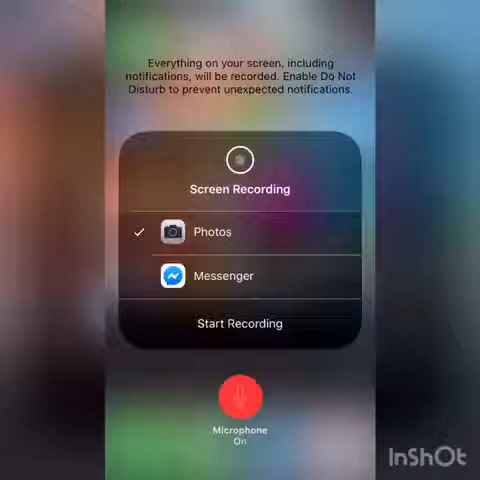 Everything on your screen, including
notifications, will be recorded. Enable Do Not
Disturb to prevent unexpected notifications.
Screen Recording
Photos
Messenger
Start Recording
Microphone
On
InShOt